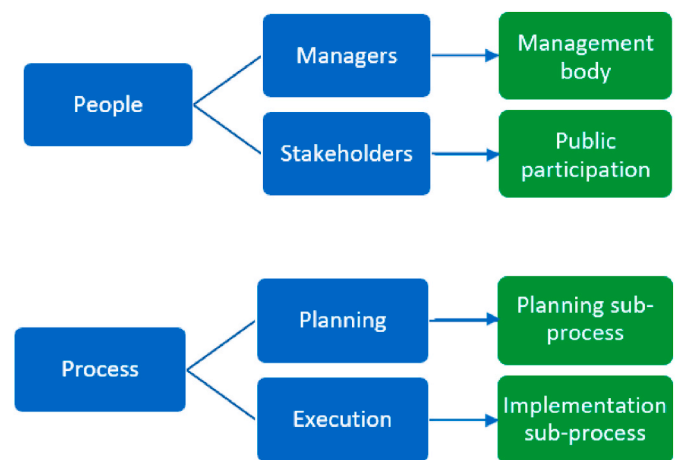 People
Managers
Management
body
Stakeholders
Public
participation
Process
Planning
Planning sub-
process
Execution
Implementation
sub-process